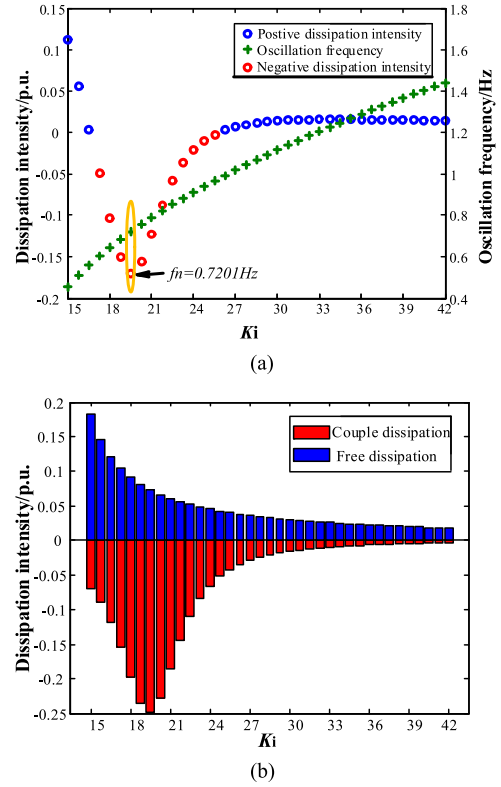 Postive dissipation intensity
Oscillation frequency
Negative dissipation intensity
Dissipation intensity/p.u.
0.15
0.1
0.05
0
-0.05
-0.1
-0.15
-0.2
Oscillation frequency/Hz
1.8
1.6
1.4
1.2
1
0.8
0.6
0.4
fn=0.7201Hz
15 18 21 24 27 30 33 36 39 42
Ki
(a)
Couple dissipation
Free dissipation
Dissipation intensity/p.u.
0.2
0.15
0.1
0.05
0
-0.05
-0.1
-0.15
-0.2
-0.25
15 18 21 24 27 30 33 36 39 42
Ki
(b)